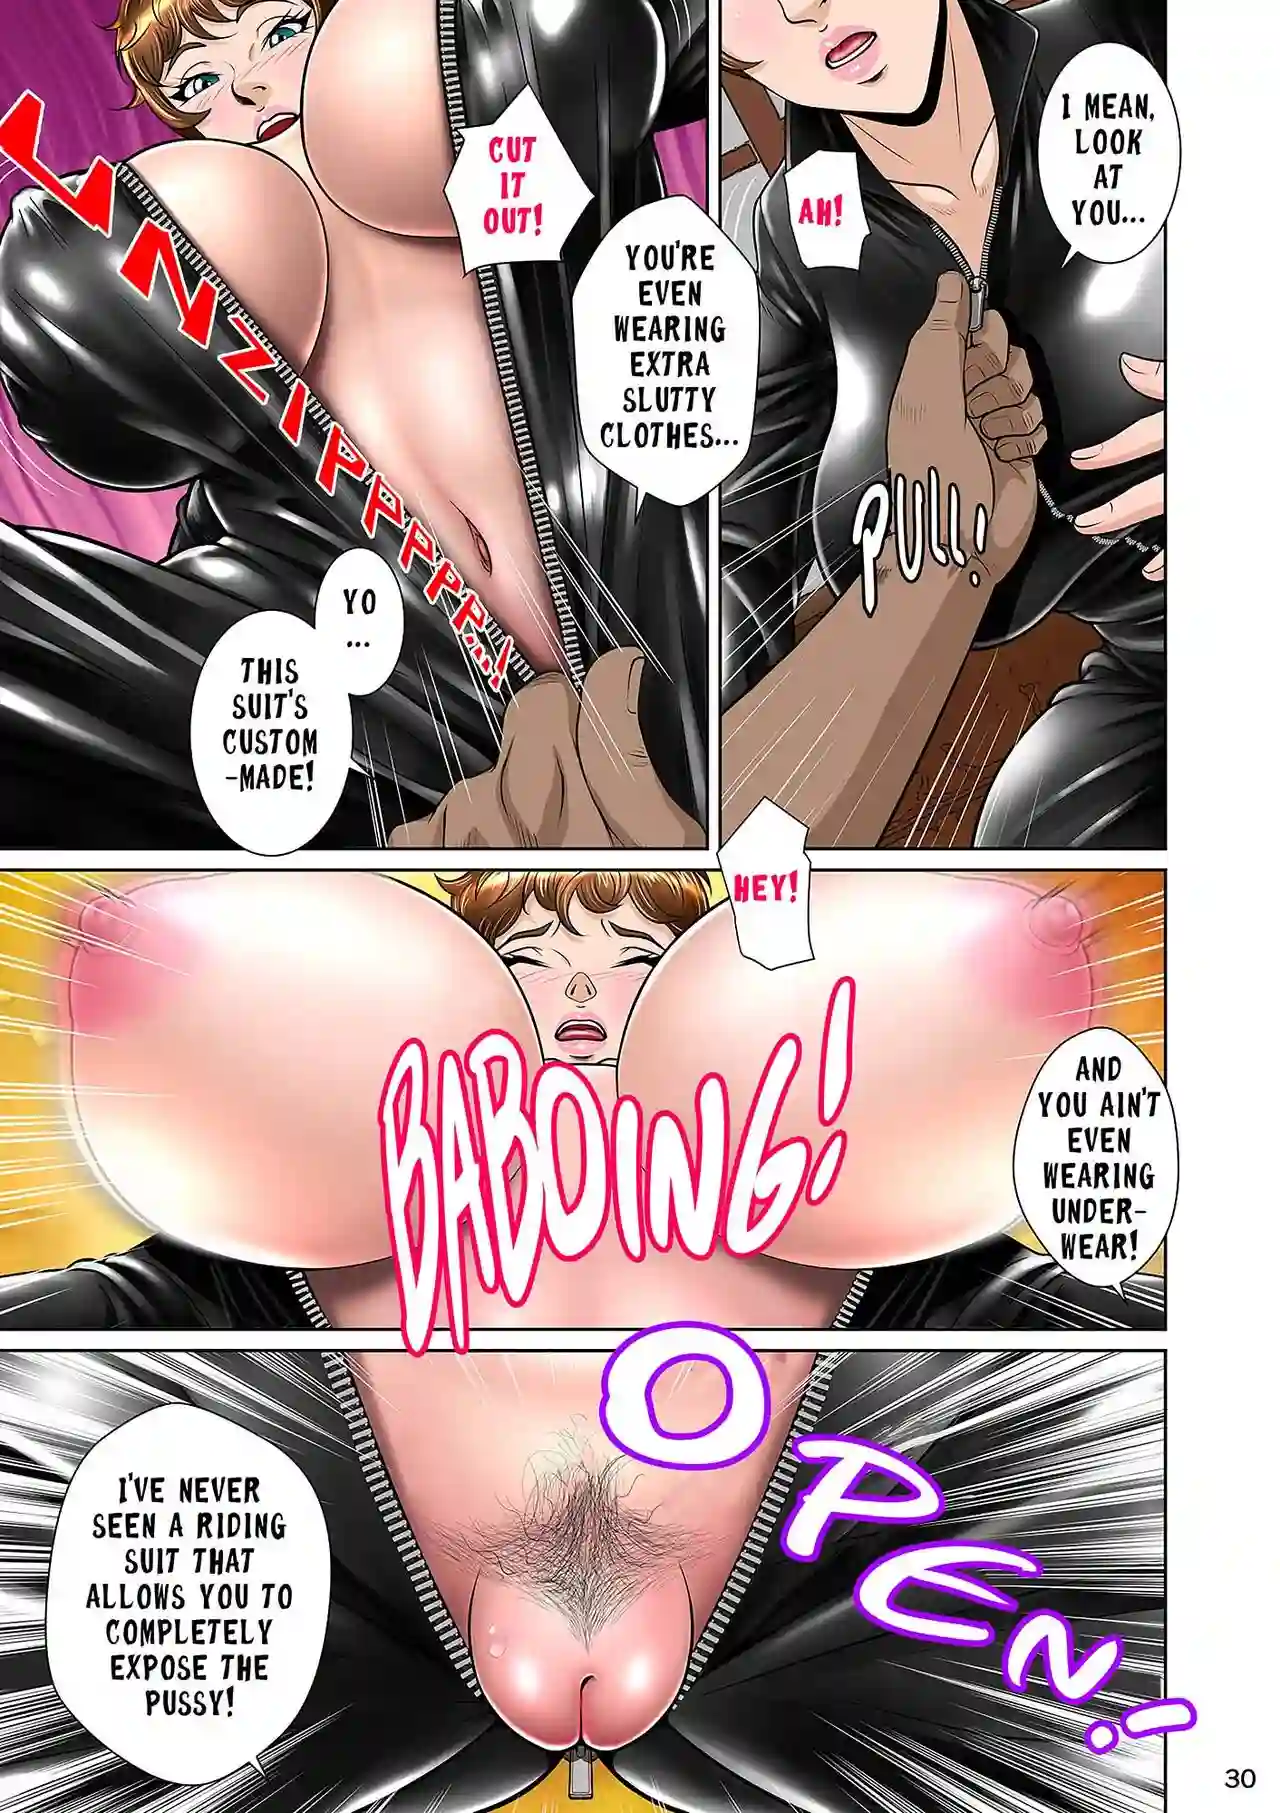 I MEAN,
LOOK
AT
YOU...
AH!
PULL!
YOU'RE
EVEN
WEARING
EXTRA
SLUTTY
CLOTHES...
CUT
IT
OUT!
UNZIPPPPPP...!
YO
...
THIS
SUIT'S
CUSTOM
-MADE!
HEY!
BABOING!
AND
YOU AIN'T
EVEN
WEARING
UNDER-
WEAR!
OPEN!
I'VE NEVER
SEEN A RIDING
SUIT THAT
ALLOWS YOU TO
COMPLETELY
EXPOSE THE
PUSSY!
30